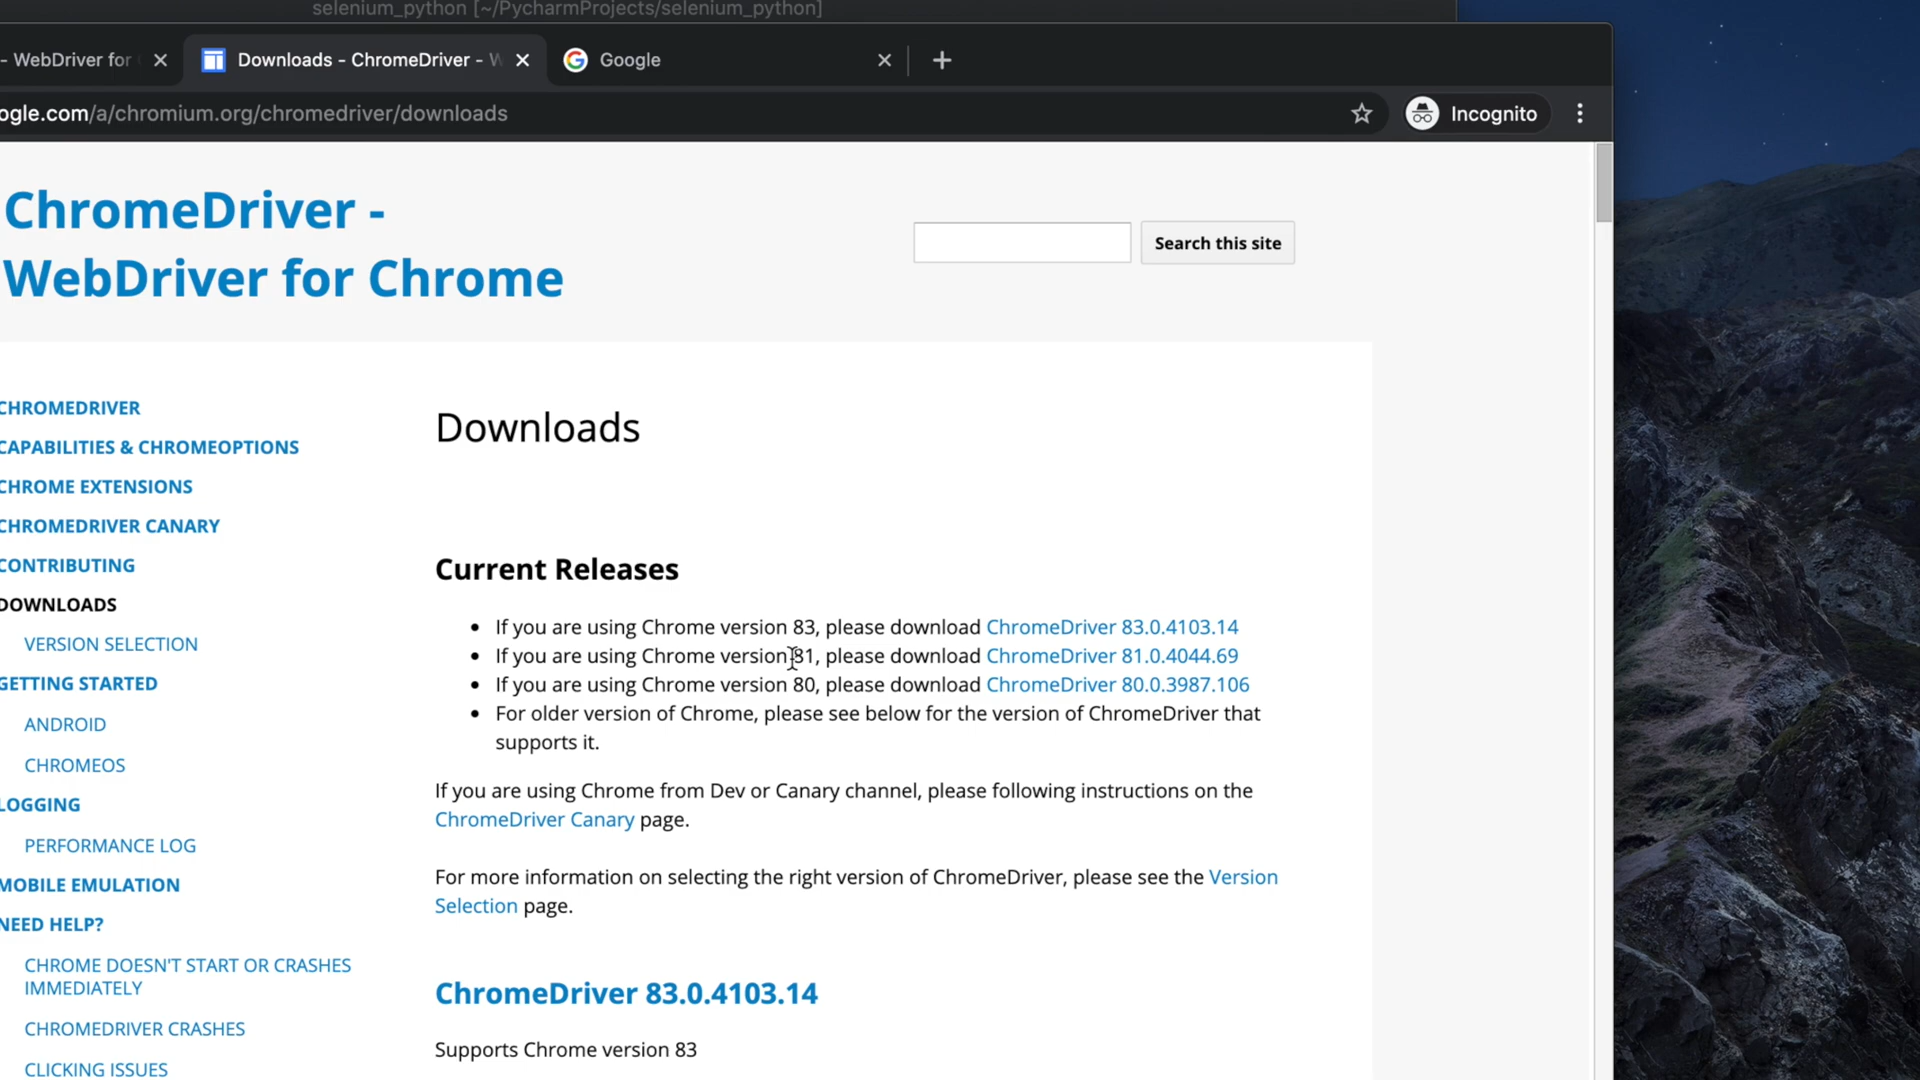 selenium_python [~/PycharmProjects/selenium_python]
- WebDriver for
Downloads - ChromeDriver - W
Google
ogle.com/a/chromium.org/chromedriver/downloads
Incognito
ChromeDriver -
WebDriver for Chrome
Search this site
CHROMEDRIVER
CAPABILITIES & CHROMEOPTIONS
CHROME EXTENSIONS
CHROMEDRIVER CANARY
CONTRIBUTING
DOWNLOADS
VERSION SELECTION
GETTING STARTED
ANDROID
CHROMEOS
LOGGING
PERFORMANCE LOG
MOBILE EMULATION
NEED HELP?
CHROME DOESN'T START OR CRASHES
IMMEDIATELY
CHROMEDRIVER CRASHES
CLICKING ISSUES
Downloads
Current Releases
• If you are using Chrome version 83, please download ChromeDriver 83.0.4103.14
• If you are using Chrome version 81, please download ChromeDriver 81.0.4044.69
• If you are using Chrome version 80, please download ChromeDriver 80.0.3987.106
• For older version of Chrome, please see below for the version of ChromeDriver that
supports it.
If you are using Chrome from Dev or Canary channel, please following instructions on the
ChromeDriver Canary page.
For more information on selecting the right version of ChromeDriver, please see the Version
Selection page.
ChromeDriver 83.0.4103.14
Supports Chrome version 83